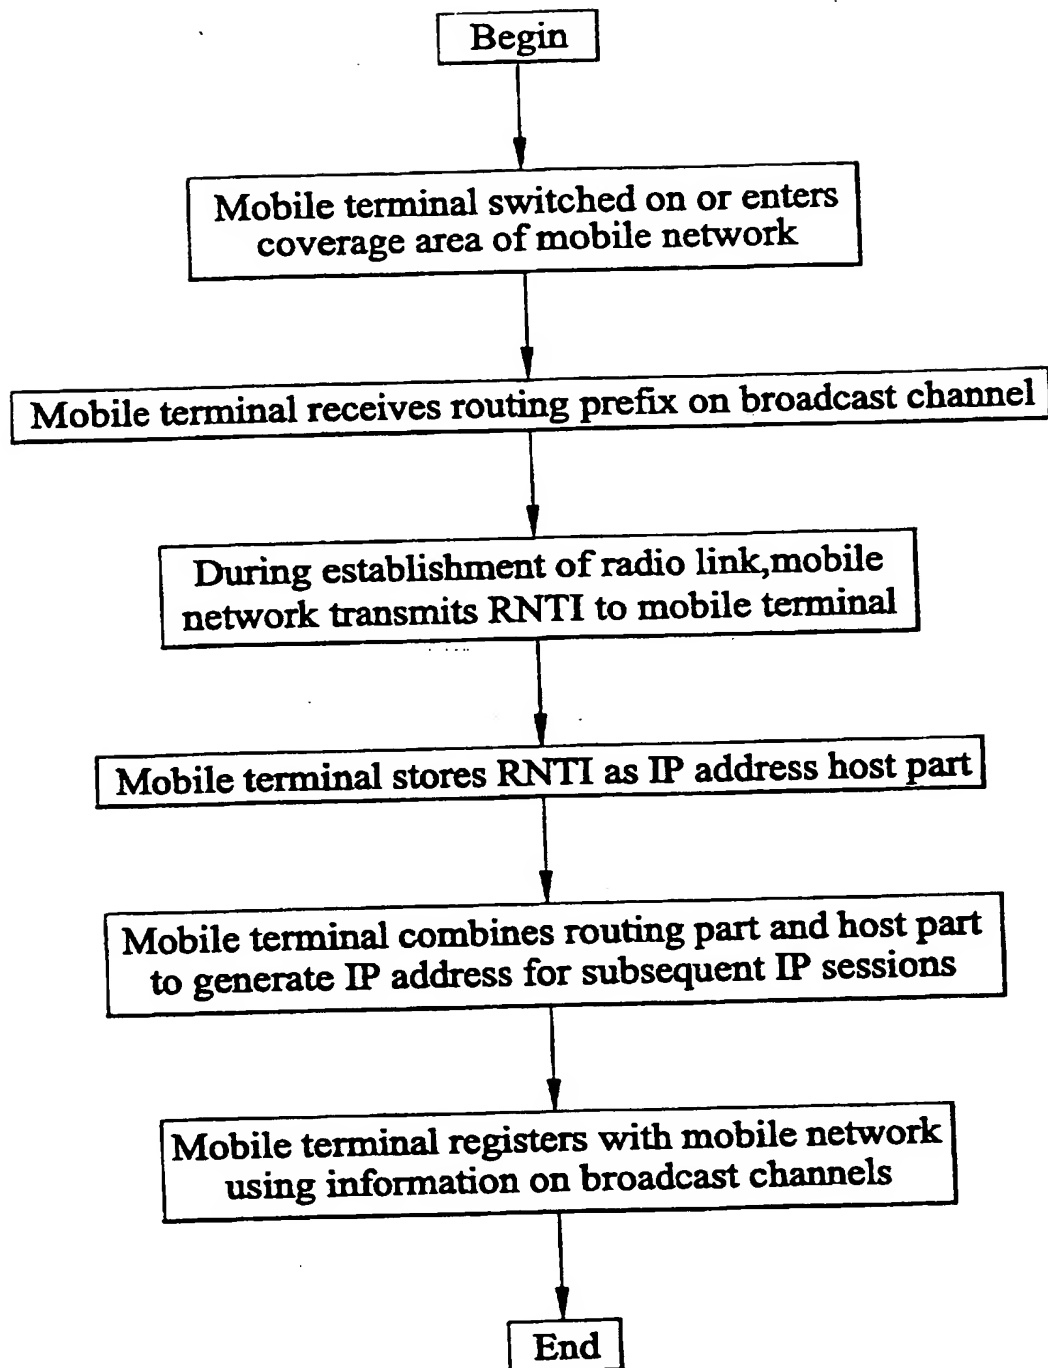 Begin
Mobile terminal switched on or enters
coverage area of mobile network
Mobile terminal receives routing prefix on broadcast channel
During establishment of radio link,mobile
network transmits RNTI to mobile terminal
Mobile terminal stores RNTI as IP address host part
Mobile terminal combines routing part and host part
to generate IP address for subsequent IP sessions
Mobile terminal registers with mobile network
using information on broadcast channels
End